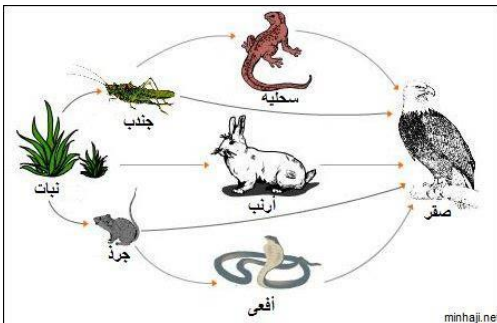 سحليه
جندب
نبات
أرنب
صقر
جرذ
أفعى
minhaji.net